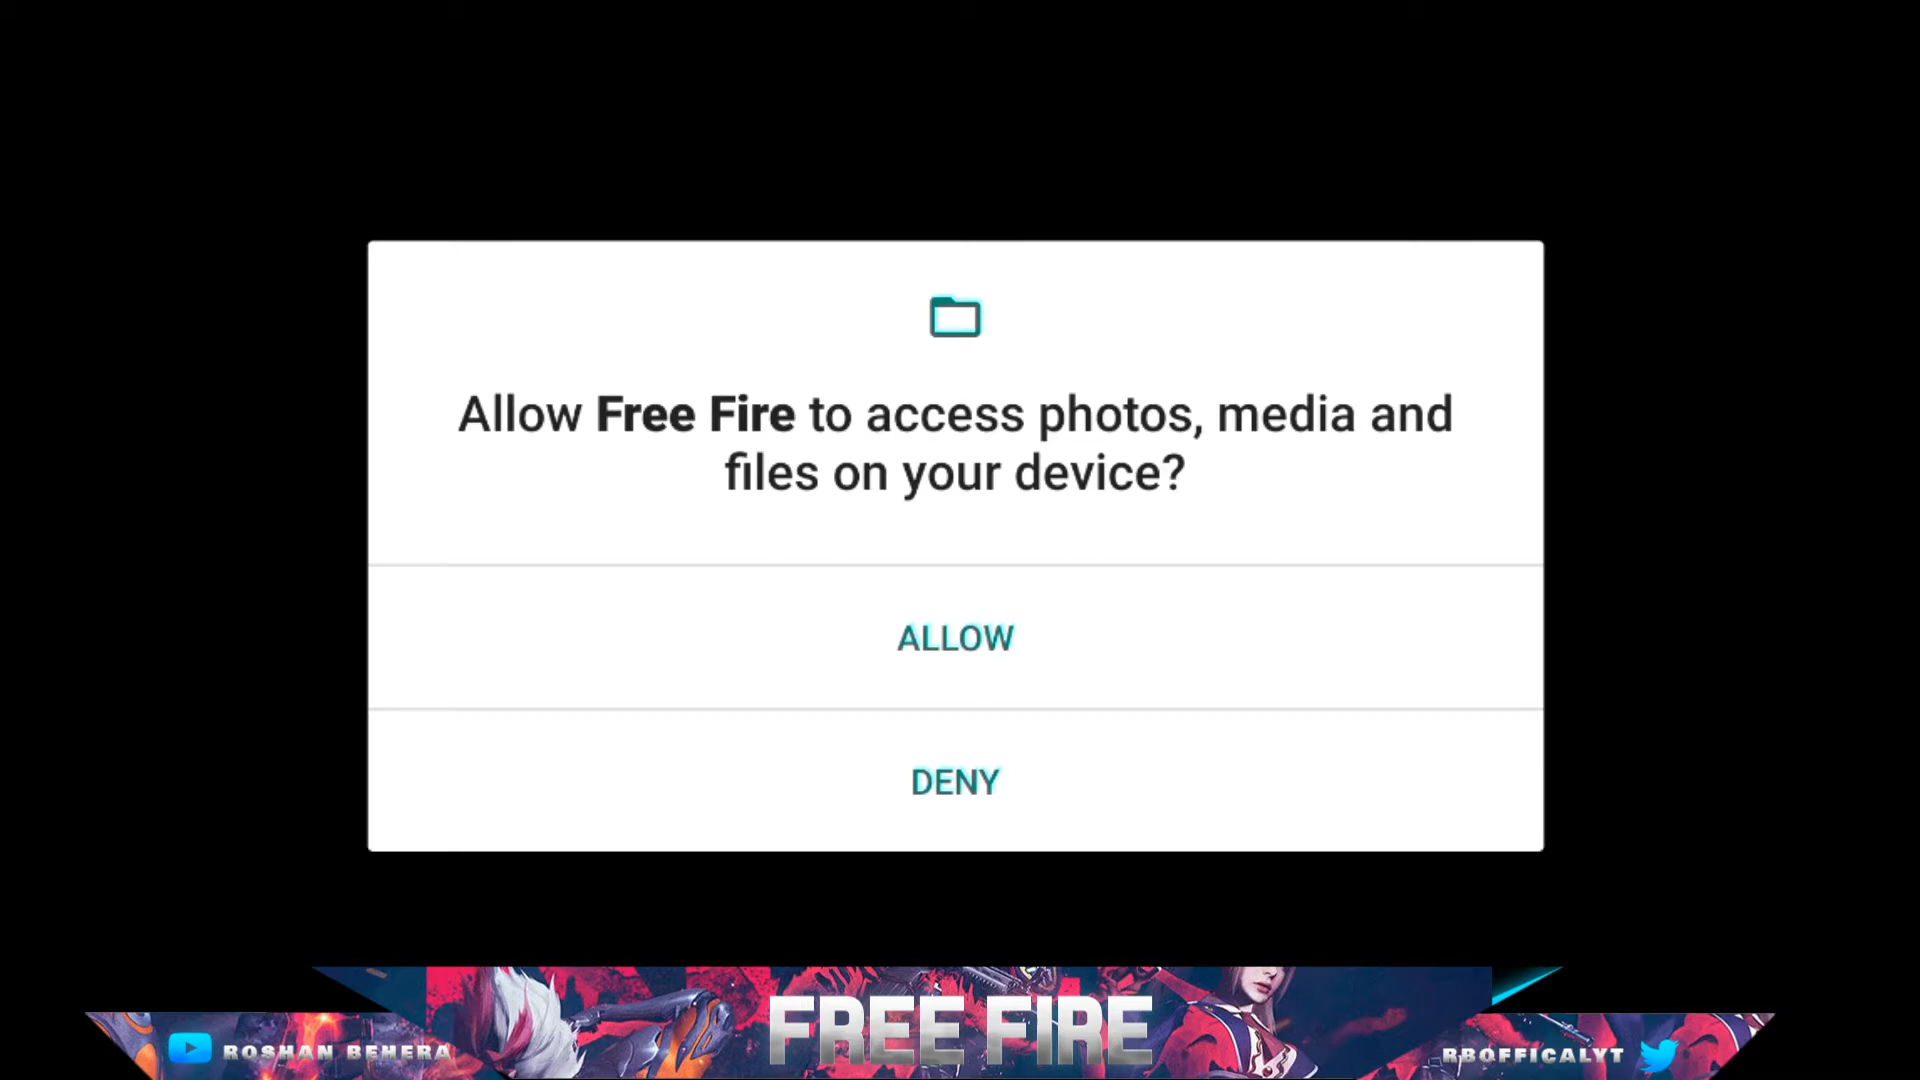 Allow Free Fire to access photos, media and
files on your device?
ALLOW
DENY
FREE FIRE
ROSHAN BEHERA
RBOFFICALYT